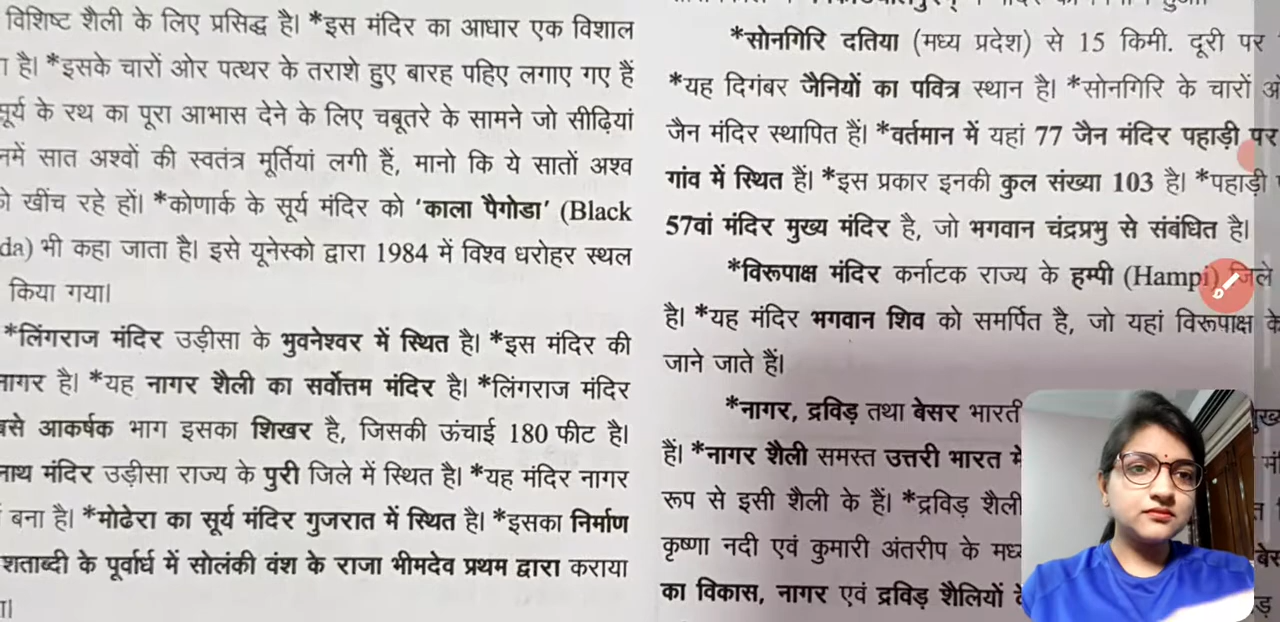 विशिष्ट शैली के लिए प्रसिद्ध है। *इस मंदिर का आधार एक विशाल
है। *इसके चारों ओर पत्थर के तराशे हुए बारह पहिए लगाए गए हैं
सूर्य के रथ का पूरा आभास देने के लिए चबूतरे के सामने जो सीढ़ियां
सात अश्वों की स्वतंत्र मूर्तियां लगी हैं, मानो कि ये सातों अश्व
खींच रहे हों। *कोणार्क के सूर्य मंदिर को 'काला पैगोडा' (Black
da) भी कहा जाता है। इसे यूनेस्को द्वारा 1984 में विश्व धरोहर स्थल
किया गया।
*लिंगराज मंदिर उड़ीसा के भुवनेश्वर में स्थित है। *इस मंदिर की
नागर है। *यह नागर शैली का सर्वोत्तम मंदिर है। *लिंगराज मंदिर
आकर्षक भाग इसका शिखर है, जिसकी ऊंचाई 180 फीट है।
नाथ मंदिर उड़ीसा राज्य के पुरी जिले में स्थित है। *यह मंदिर नागर
बना है। *मोढेरा का सूर्य मंदिर गुजरात में स्थित है। *इसका निर्माण
शताब्दी के पूर्वार्ध में सोलंकी वंश के राजा भीमदेव प्रथम द्वारा कराया
*सोनगिरि दतिया (मध्य प्रदेश) से 15 किमी. दूरी पर
*यह दिगंबर जैनियों का पवित्र स्थान है। *सोनगिरि के चारों
जैन मंदिर स्थापित हैं। *वर्तमान में यहां 77 जैन मंदिर पहाड़ी पर
गांव में स्थित हैं। *इस प्रकार इनकी कुल संख्या 103 है। *पहाड़ी
57वां मंदिर मुख्य मंदिर है, जो भगवान चंद्रप्रभु से संबंधित है।
*विरूपाक्ष मंदिर कर्नाटक राज्य के हम्पी (Hampi) जिले
है। *यह मंदिर भगवान शिव को समर्पित है, जो यहां विरूपाक्ष के
जाने जाते हैं।
*नागर, द्रविड़ तथा बेसर भारती
हैं। *नागर शैली समस्त उत्तरी भारत में
रूप से इसी शैली के हैं। *द्रविड़ शैली
कृष्णा नदी एवं कुमारी अंतरीप के मध्य
का विकास, नागर एवं द्रविड़ शैलियों